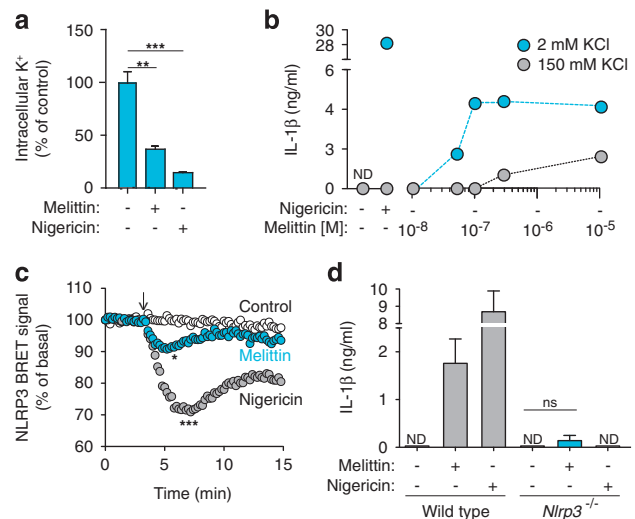 a
Intracellular K⁺
(% of control)
150
100
50
0
***
**
Melittin: - + -
Nigericin: - - +
b
IL-1β (ng/ml)
30
28
6
4
2
0
2 mM KCl
150 mM KCl
ND
Nigericin: - + - - - -
Melittin [M] - - 10⁻⁸ 10⁻⁷ 10⁻⁶ 10⁻⁵
c
NLRP3 BRET signal
(% of basal)
110
100
90
80
70
60
Control
Melittin
*
Nigericin
***
0 5 10 15
Time (min)
d
IL-1β (ng/ml)
10
9
8
2
1
0
ns
ND ND ND
Melittin: - + - - + -
Nigericin: - - + - - +
Wild type Nlrp3⁻/⁻